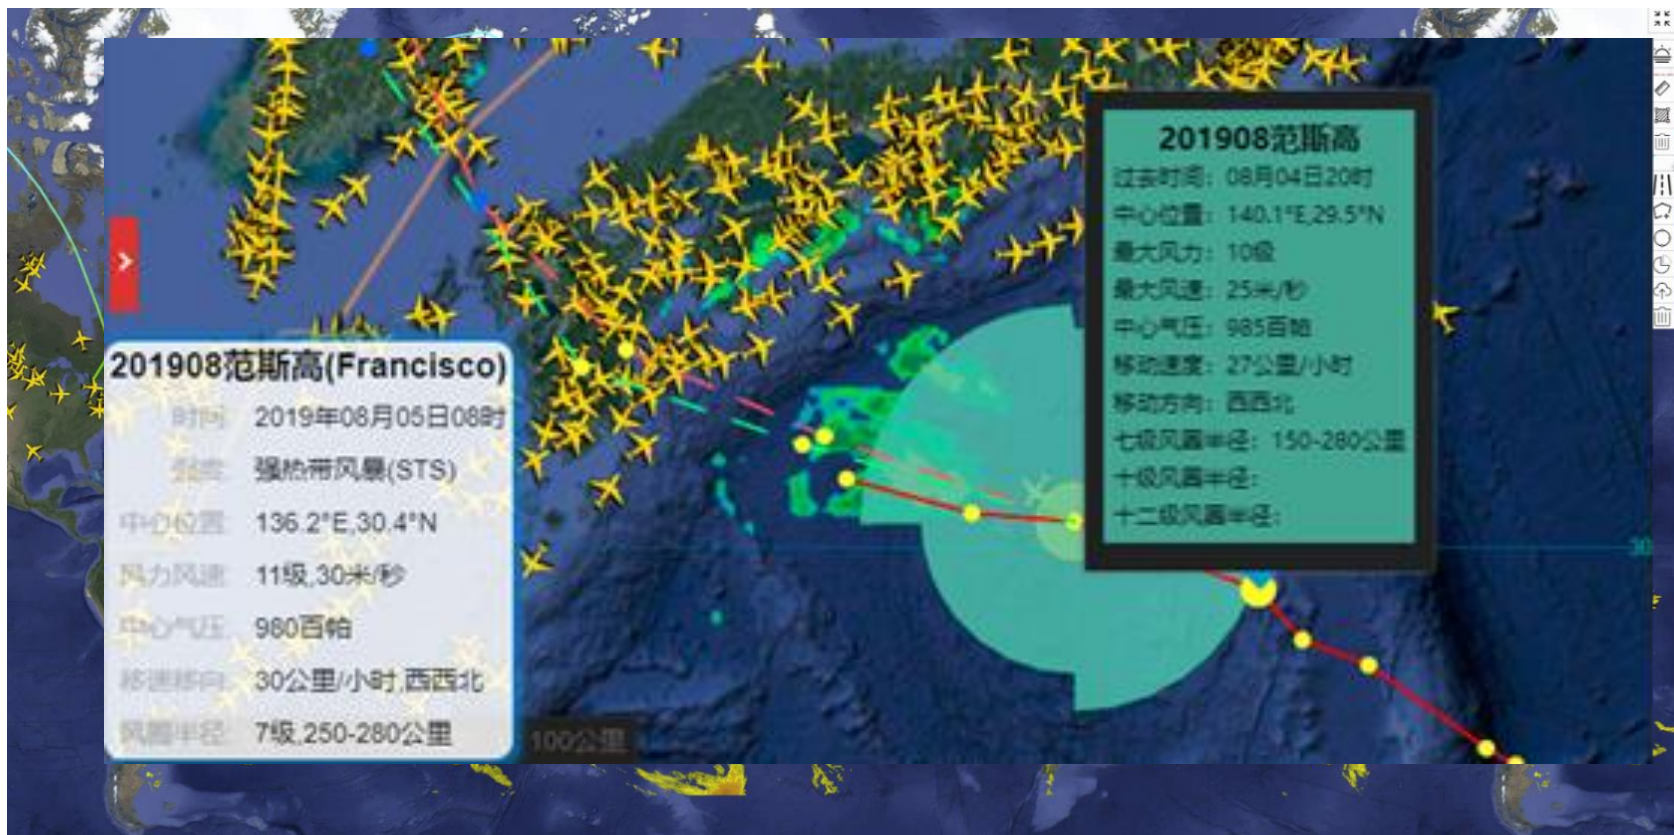 201908范斯高
过去时间：08月04日20时
中心位置：140.1°E,29.5°N
最大风力：10级
最大风速：25米/秒
中心气压：985百帕
移动速度：27公里/小时
移动方向：西西北
七级风圈半径：150-280公里
十级风圈半径：
十二级风圈半径：
30
201908范斯高(Francisco)
时间: 2019年08月05日08时
强度: 强热带风暴(STS)
中心位置: 136.2°E,30.4°N
风力风速: 11级,30米/秒
中心气压: 980百帕
移速移向: 30公里/小时,西西北
风圈半径: 7级,250-280公里
100公里